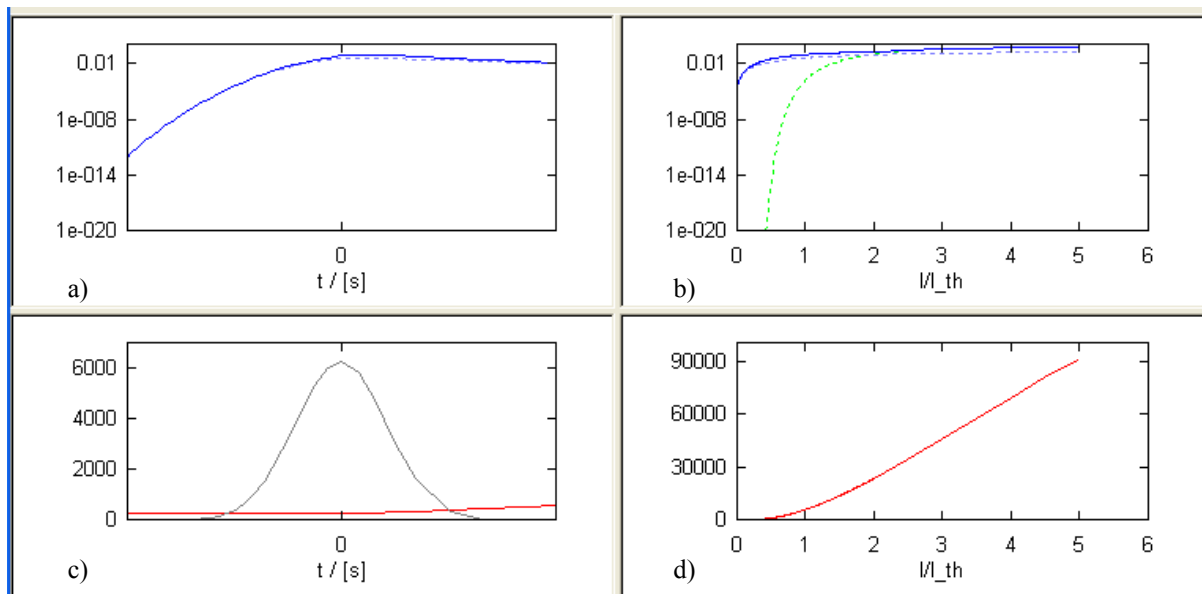 0.01
1e-008
1e-014
1e-020
0
t / [s]
a)
0.01
1e-008
1e-014
1e-020
0 1 2 3 4 5 6
I/I_th
b)
6000
4000
2000
0
0
t / [s]
c)
90000
60000
30000
0
0 1 2 3 4 5 6
I/I_th
d)